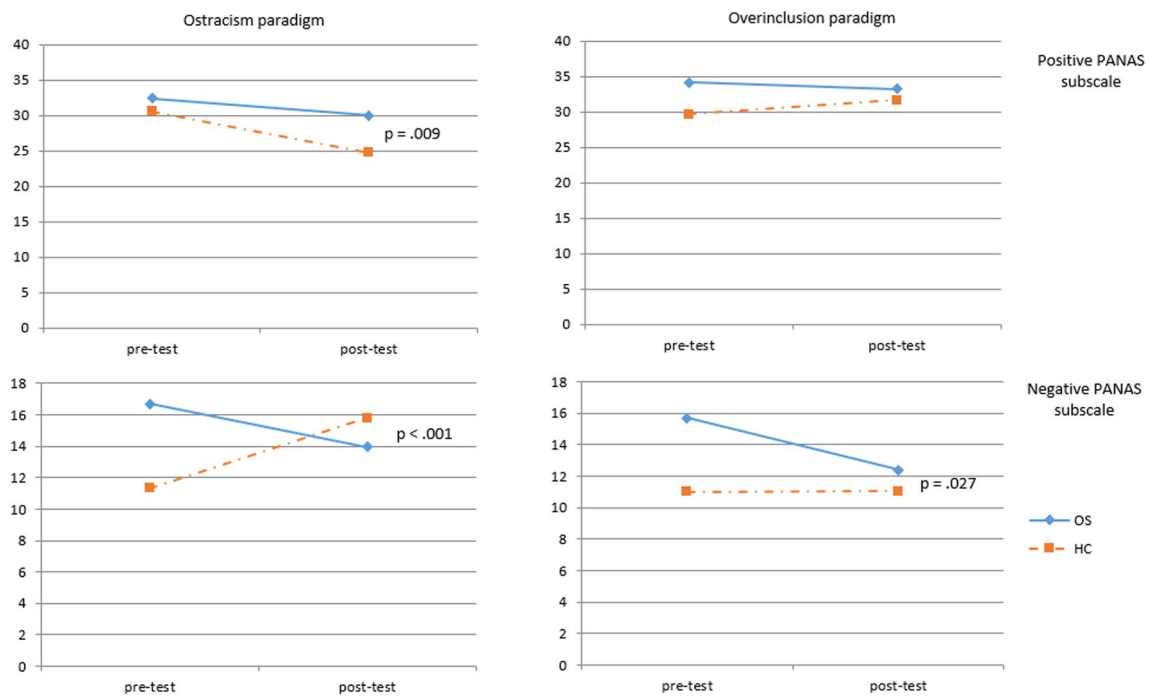 Ostracism paradigm
40
35
30
25
20
15
10
5
0
p = .009
pre-test post-test
Overinclusion paradigm
40
35
30
25
20
15
10
5
0
pre-test post-test
Positive PANAS
subscale
18
16
14
12
10
8
6
4
2
0
p < .001
pre-test post-test
18
16
14
12
10
8
6
4
2
0
p = .027
pre-test post-test
Negative PANAS
subscale
OS
HC